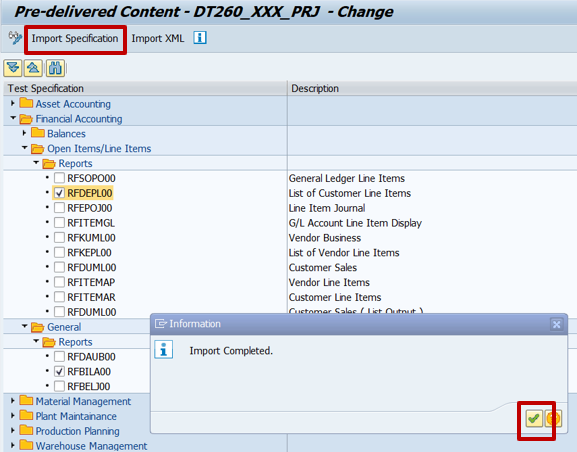 Pre-delivered Content - DT260_XXX_PRJ - Change
Import Specification Import XML
Test Specification Description
Asset Accounting
Financial Accounting
Balances
Open Items/Line Items
Reports
RFSOPO00 General Ledger Line Items
RFDEPL00 List of Customer Line Items
RFEPOJ00 Line Item Journal
RFITEMGL G/L Account Line Item Display
RFKUML00 Vendor Business
RFKEPL00 List of Vendor Line Items
RFDUML00 Customer Sales
RFITEMAP Vendor Line Items
RFITEMAR Customer Line Items
RFDUML00 Customer Sales ( List Output )
General
Reports
RFDAUB00
RFBILA00
RFBELJ00
Material Management
Plant Maintainance
Production Planning
Warehouse Management
Information
Import Completed.